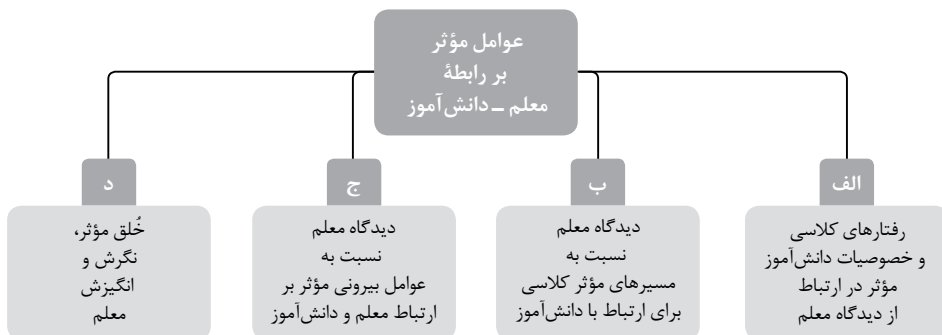 عوامل مؤثر
بر رابطهٔ
معلم ــ دانش‌آموز
الف
رفتارهای کلاسی
و خصوصیات دانش‌آموز
مؤثر در ارتباط
از دیدگاه معلم
ب
دیدگاه معلم
نسبت به
مسیرهای مؤثر کلاسی
برای ارتباط با دانش‌آموز
ج
دیدگاه معلم
نسبت به
عوامل بیرونی مؤثر بر
ارتباط معلم و دانش‌آموز
د
خُلق مؤثر،
نگرش و
انگیزش
معلم